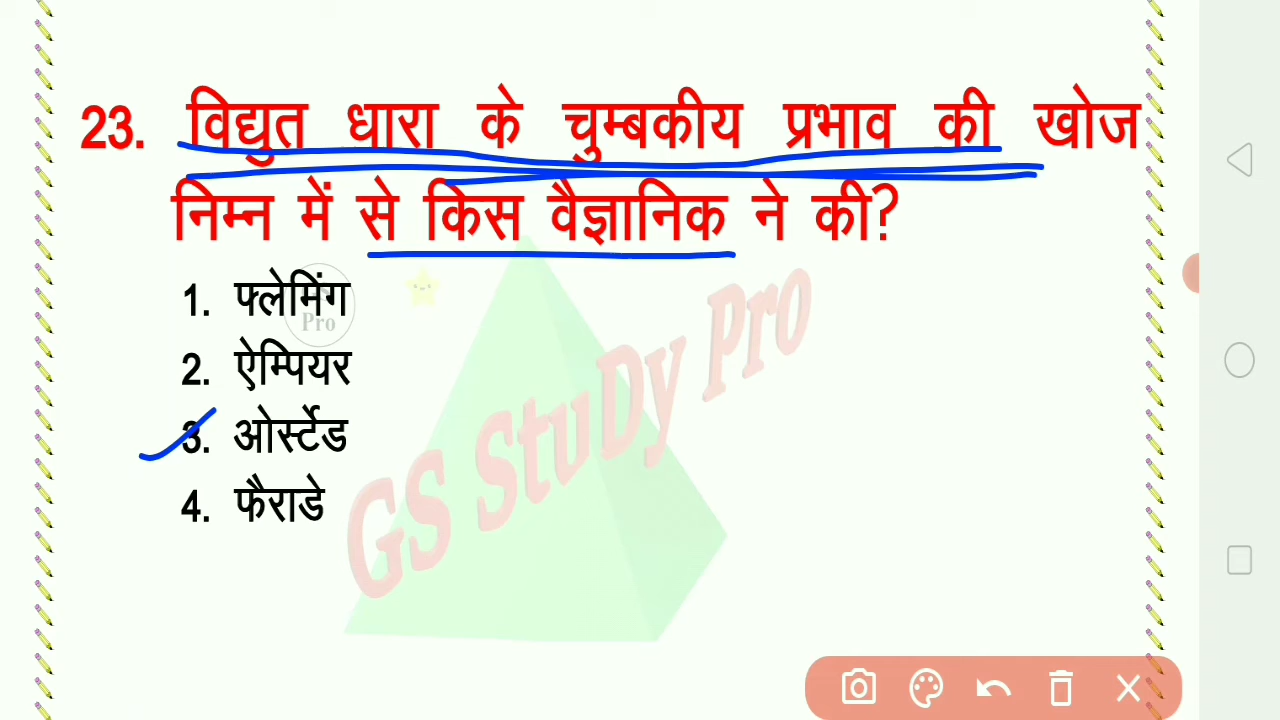 23. विद्युत धारा के चुम्बकीय प्रभाव की खोज
निम्न में से किस वैज्ञानिक ने की?
1. फ्लेमिंग
Pro
2. ऐम्पियर
3. ओर्स्टेड
4. फैराडे
GS StuDy Pro